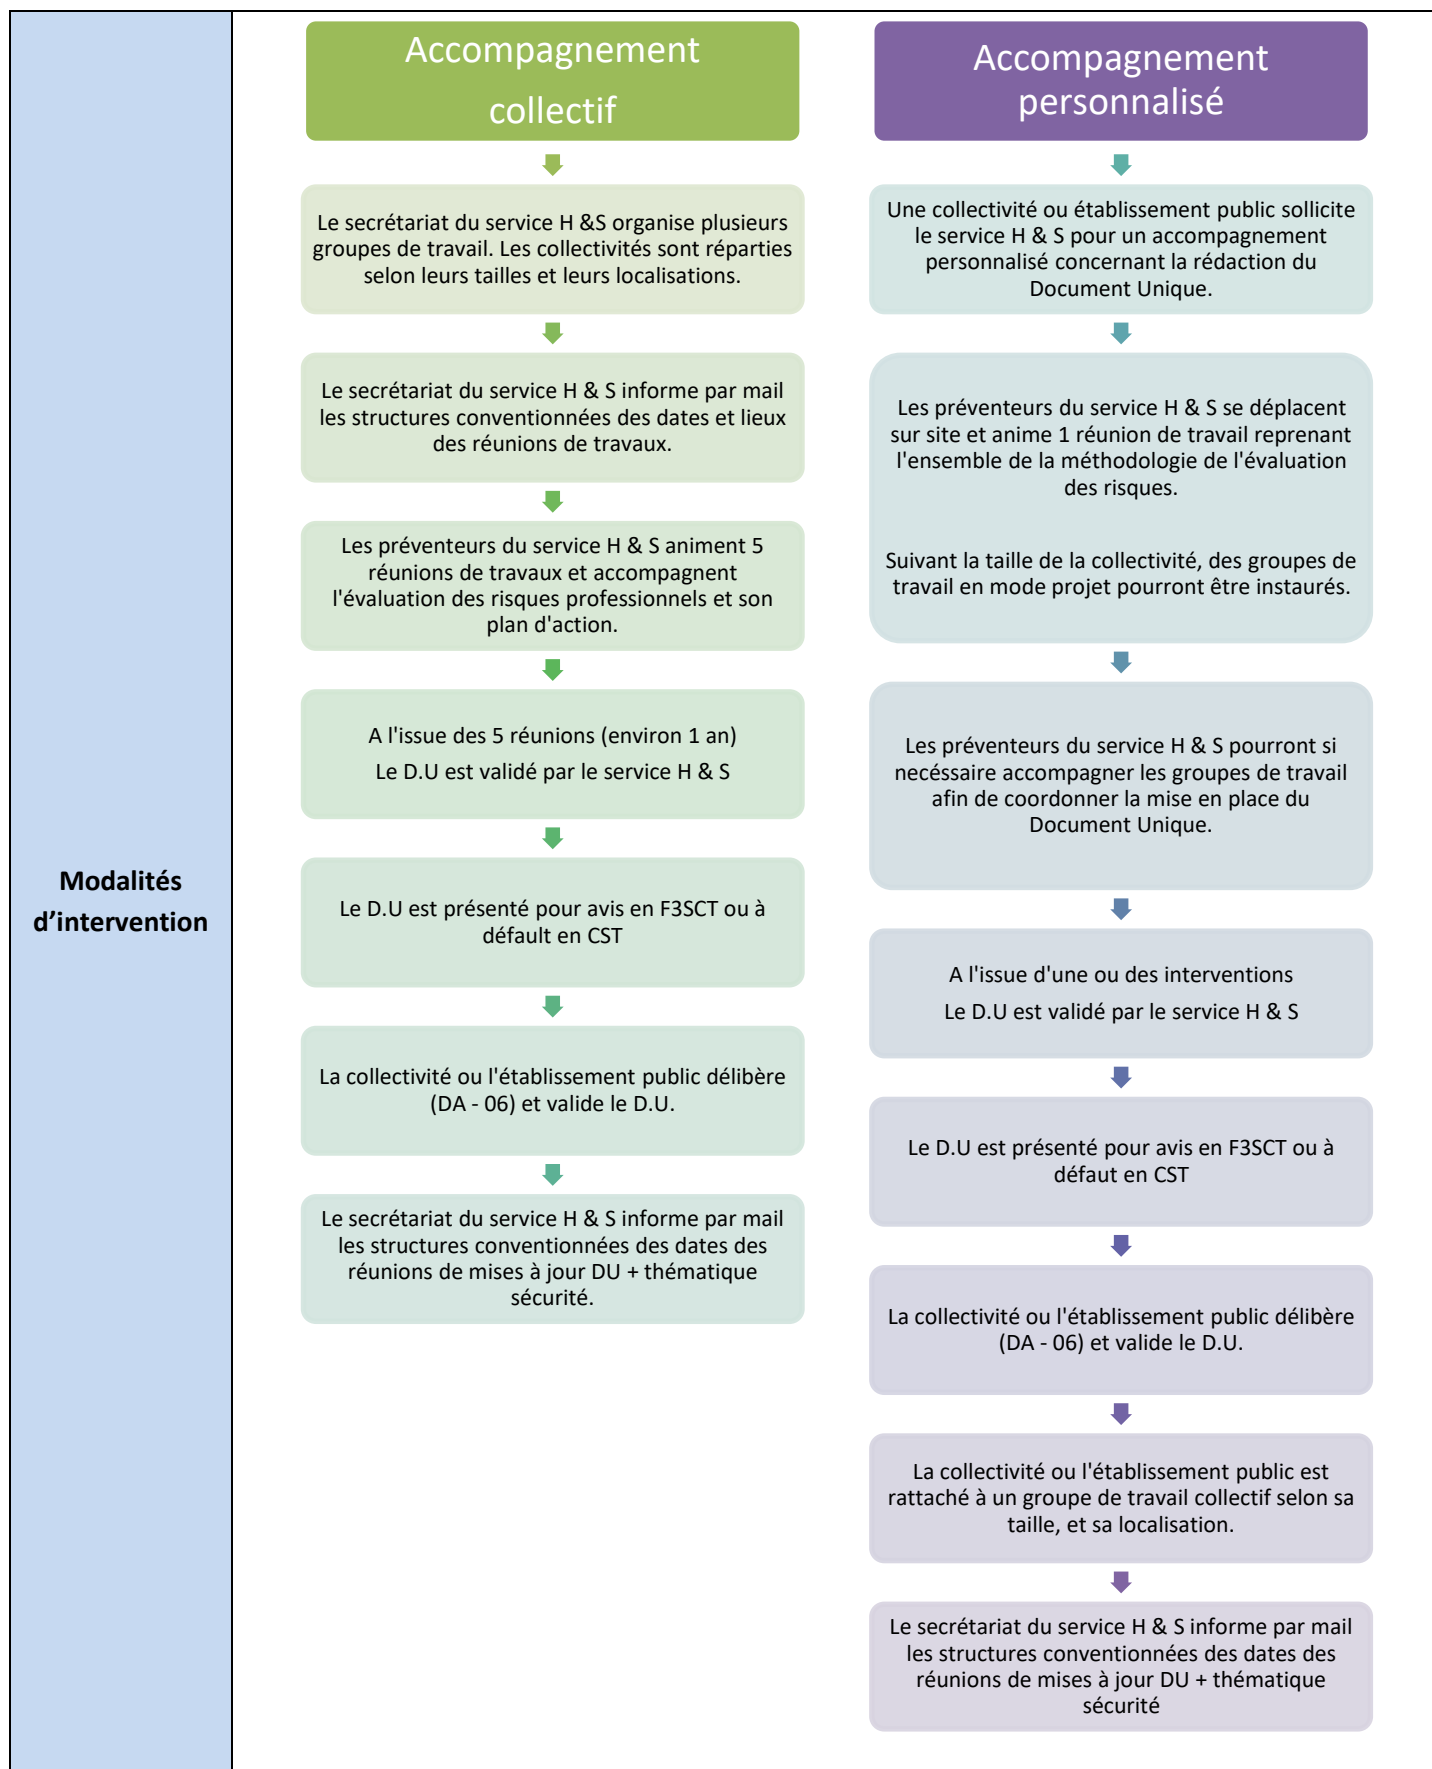 Modalités
d’intervention
Accompagnement
collectif
Le secrétariat du service H &S organise plusieurs
groupes de travail. Les collectivités sont réparties
selon leurs tailles et leurs localisations.
Le secrétariat du service H & S informe par mail
les structures conventionnées des dates et lieux
des réunions de travaux.
Les préventeurs du service H & S animent 5
réunions de travaux et accompagnent
l'évaluation des risques professionnels et son
plan d'action.
A l'issue des 5 réunions (environ 1 an)
Le D.U est validé par le service H & S
Le D.U est présenté pour avis en F3SCT ou à
défault en CST
La collectivité ou l'établissement public délibère
(DA - 06) et valide le D.U.
Le secrétariat du service H & S informe par mail
les structures conventionnées des dates des
réunions de mises à jour DU + thématique
sécurité.
Accompagnement
personnalisé
Une collectivité ou établissement public sollicite
le service H & S pour un accompagnement
personnalisé concernant la rédaction du
Document Unique.
Les préventeurs du service H & S se déplacent
sur site et anime 1 réunion de travail reprenant
l'ensemble de la méthodologie de l'évaluation
des risques.
Suivant la taille de la collectivité, des groupes de
travail en mode projet pourront être instaurés.
Les préventeurs du service H & S pourront si
necéssaire accompagner les groupes de travail
afin de coordonner la mise en place du
Document Unique.
A l'issue d'une ou des interventions
Le D.U est validé par le service H & S
Le D.U est présenté pour avis en F3SCT ou à
défaut en CST
La collectivité ou l'établissement public délibère
(DA - 06) et valide le D.U.
La collectivité ou l'établissement public est
rattaché à un groupe de travail collectif selon sa
taille, et sa localisation.
Le secrétariat du service H & S informe par mail
les structures conventionnées des dates des
réunions de mises à jour DU + thématique
sécurité